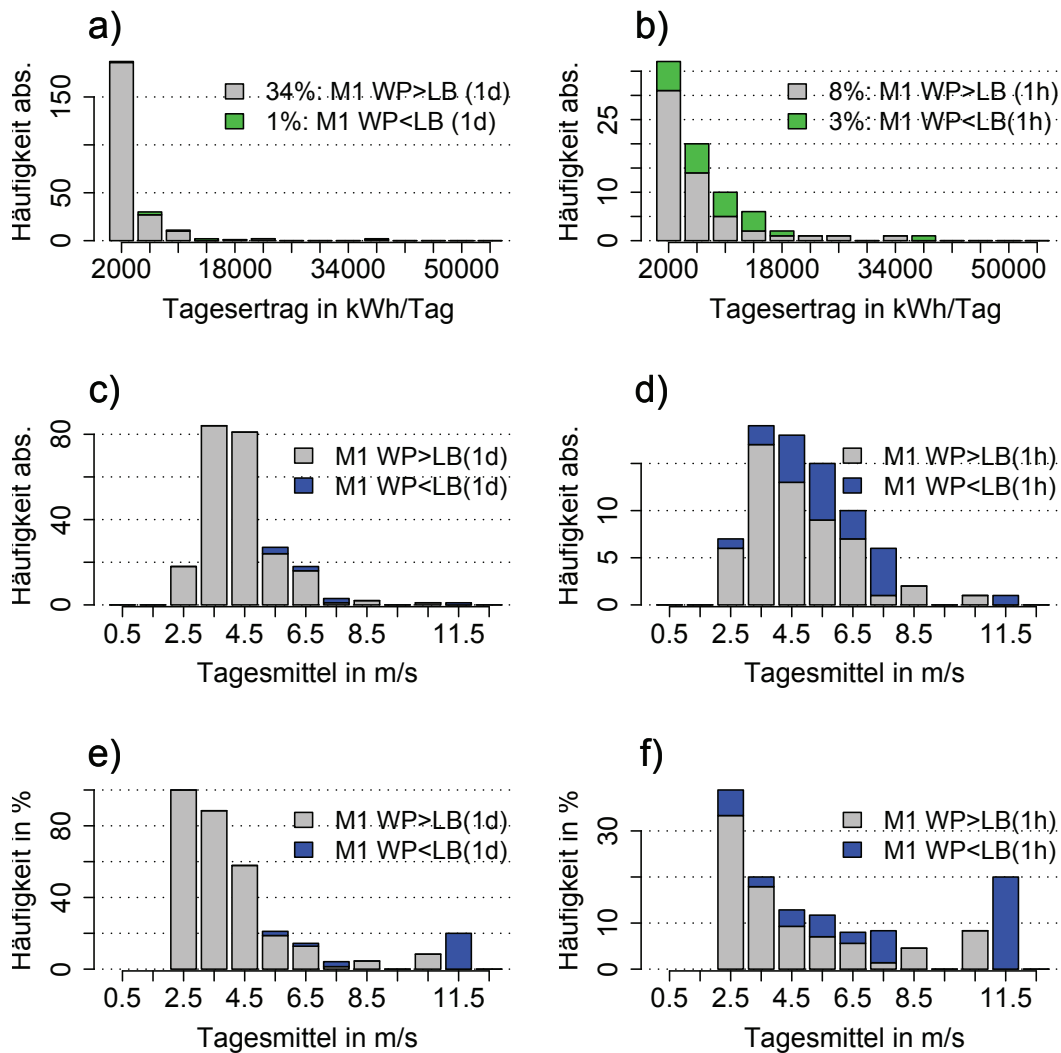 a)
Häufigkeit abs.
0 50 150
34%: M1 WP>LB (1d)
1%: M1 WP<LB (1d)
2000 18000 34000 50000
Tagesertrag in kWh/Tag
b)
Häufigkeit abs.
0 10 25
8%: M1 WP>LB (1h)
3%: M1 WP<LB(1h)
2000 18000 34000 50000
Tagesertrag in kWh/Tag
c)
Häufigkeit abs.
0 40 80
M1 WP>LB(1d)
M1 WP<LB(1d)
0.5 2.5 4.5 6.5 8.5 11.5
Tagesmittel in m/s
d)
Häufigkeit abs.
0 5 10
M1 WP>LB(1h)
M1 WP<LB(1h)
0.5 2.5 4.5 6.5 8.5 11.5
Tagesmittel in m/s
e)
Häufigkeit in %
0 40 80
M1 WP>LB(1d)
M1 WP<LB(1d)
0.5 2.5 4.5 6.5 8.5 11.5
Tagesmittel in m/s
f)
Häufigkeit in %
0 10 30
M1 WP>LB(1h)
M1 WP<LB(1h)
0.5 2.5 4.5 6.5 8.5 11.5
Tagesmittel in m/s